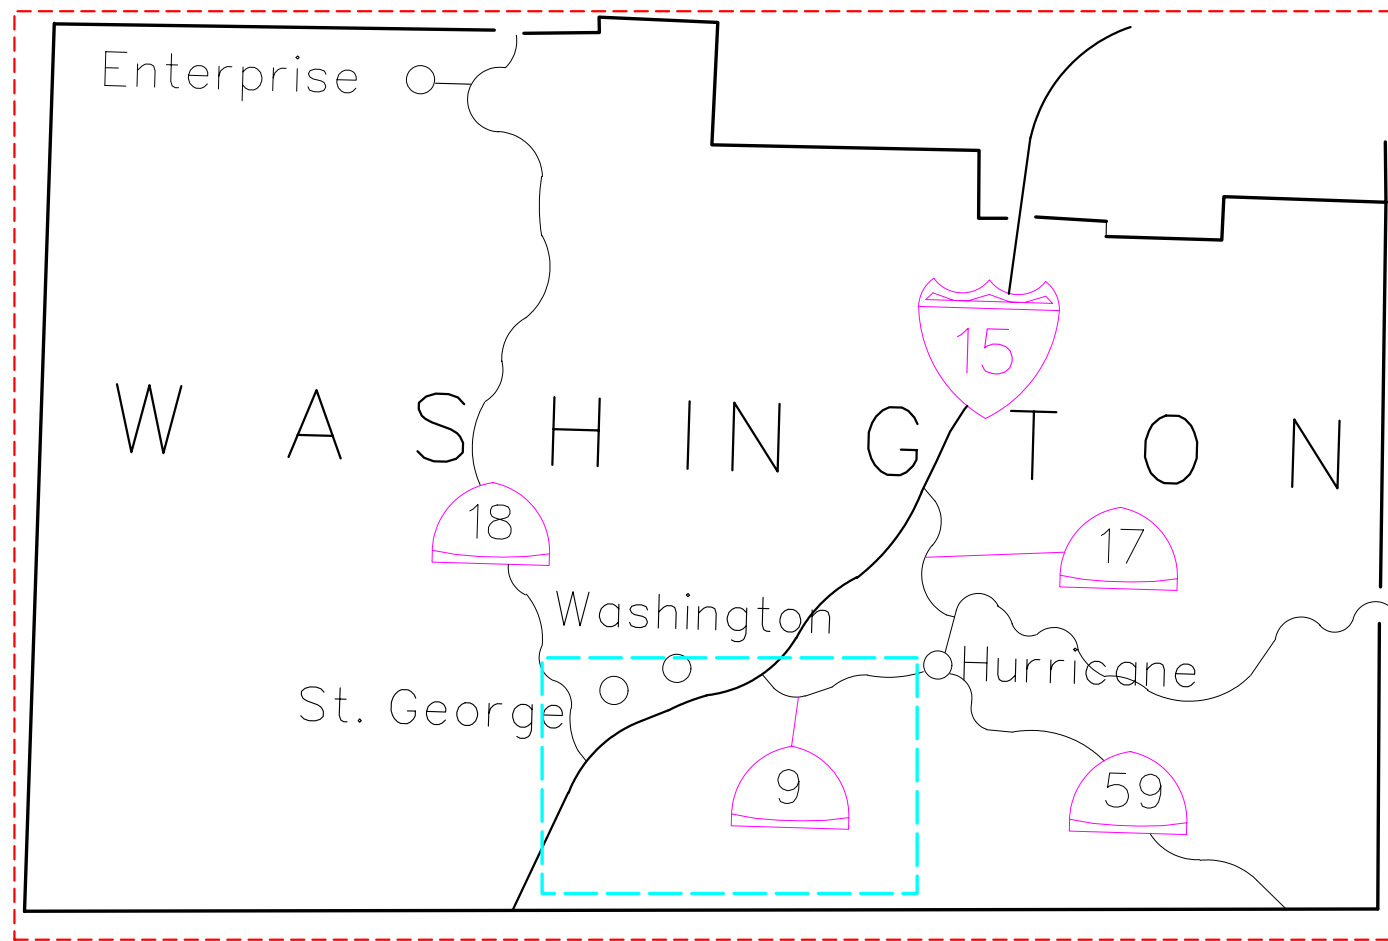 Enterprise
15
W A S H I N G T O N
18
17
Washington
Hurricane
St. George
9
59